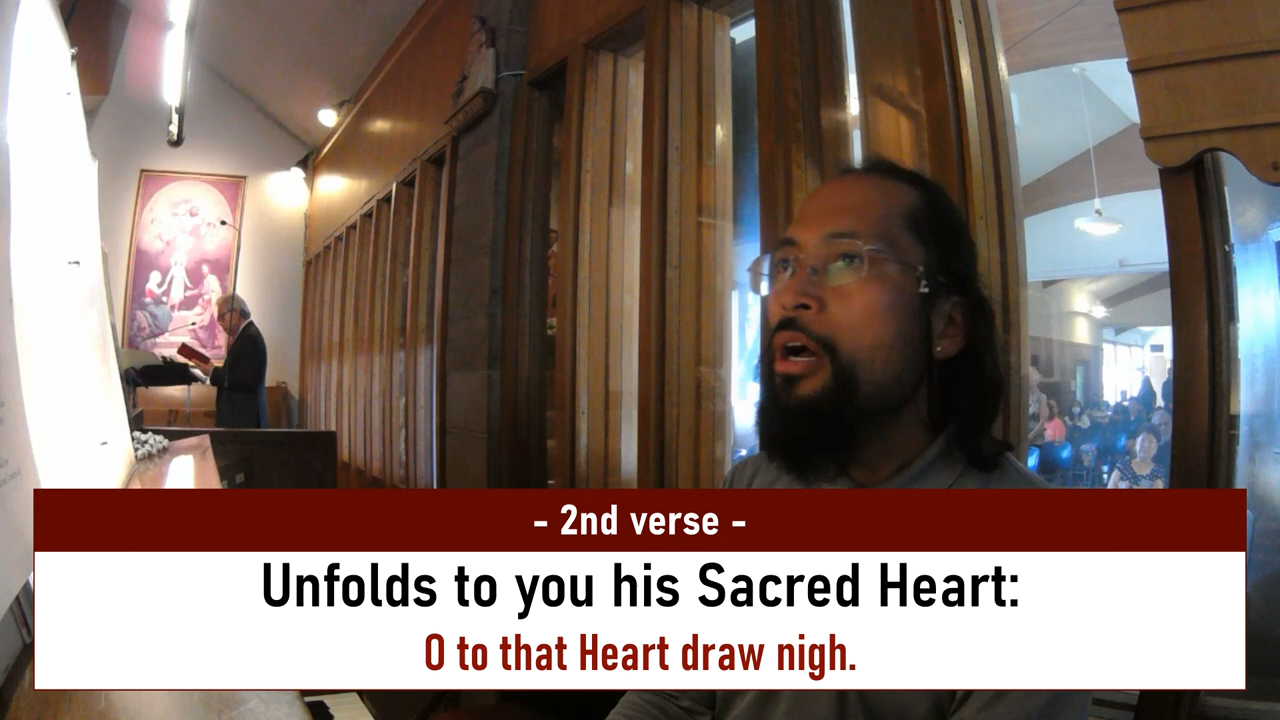 - 2nd verse -
Unfolds to you his Sacred Heart:
O to that Heart draw nigh.